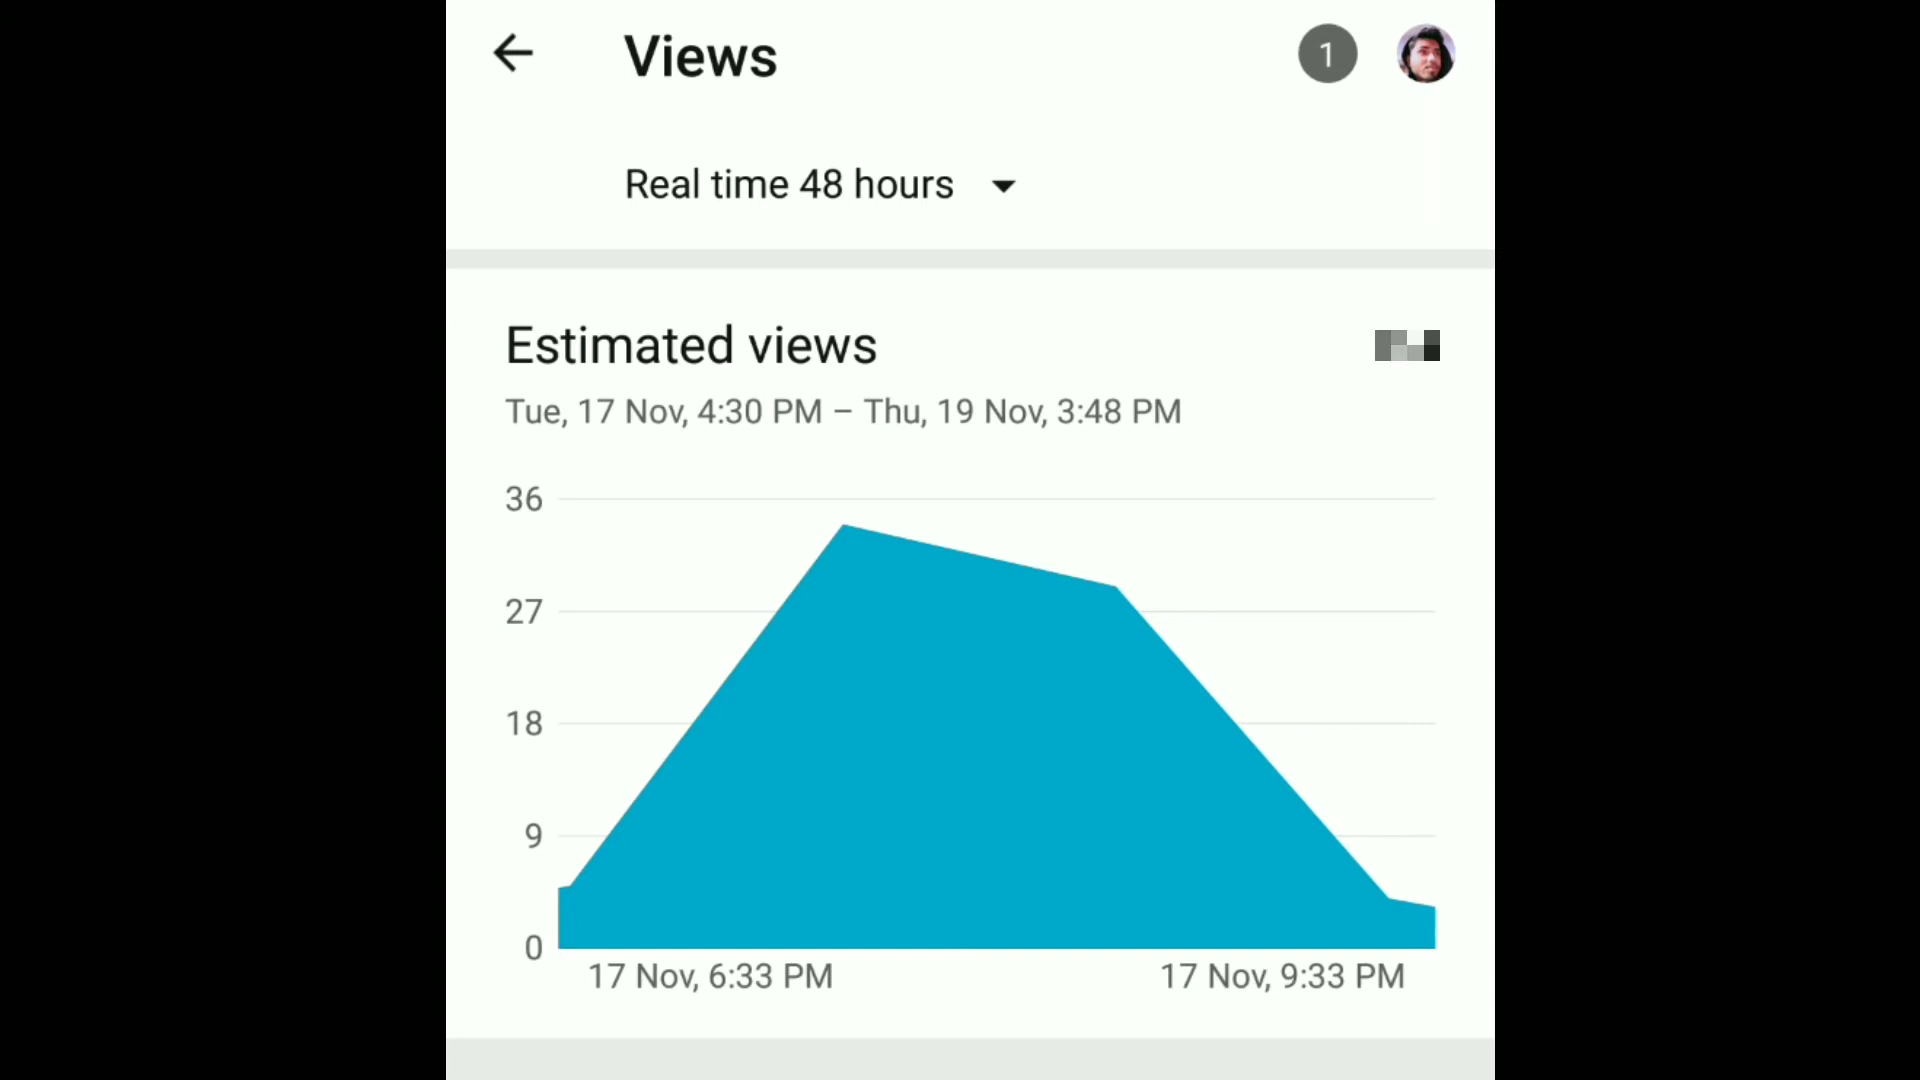 Views
1
Real time 48 hours
Estimated views
Tue, 17 Nov, 4:30 PM – Thu, 19 Nov, 3:48 PM
36
27
18
9
0
17 Nov, 6:33 PM
17 Nov, 9:33 PM